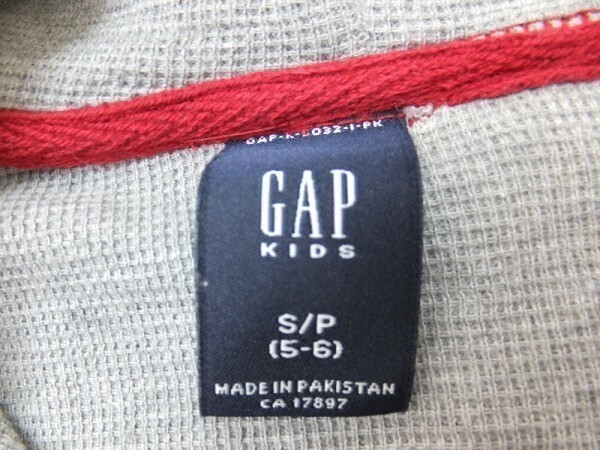 GAP
KIDS
S/P
(5-6)
MADE IN PAKISTAN
CA 17897